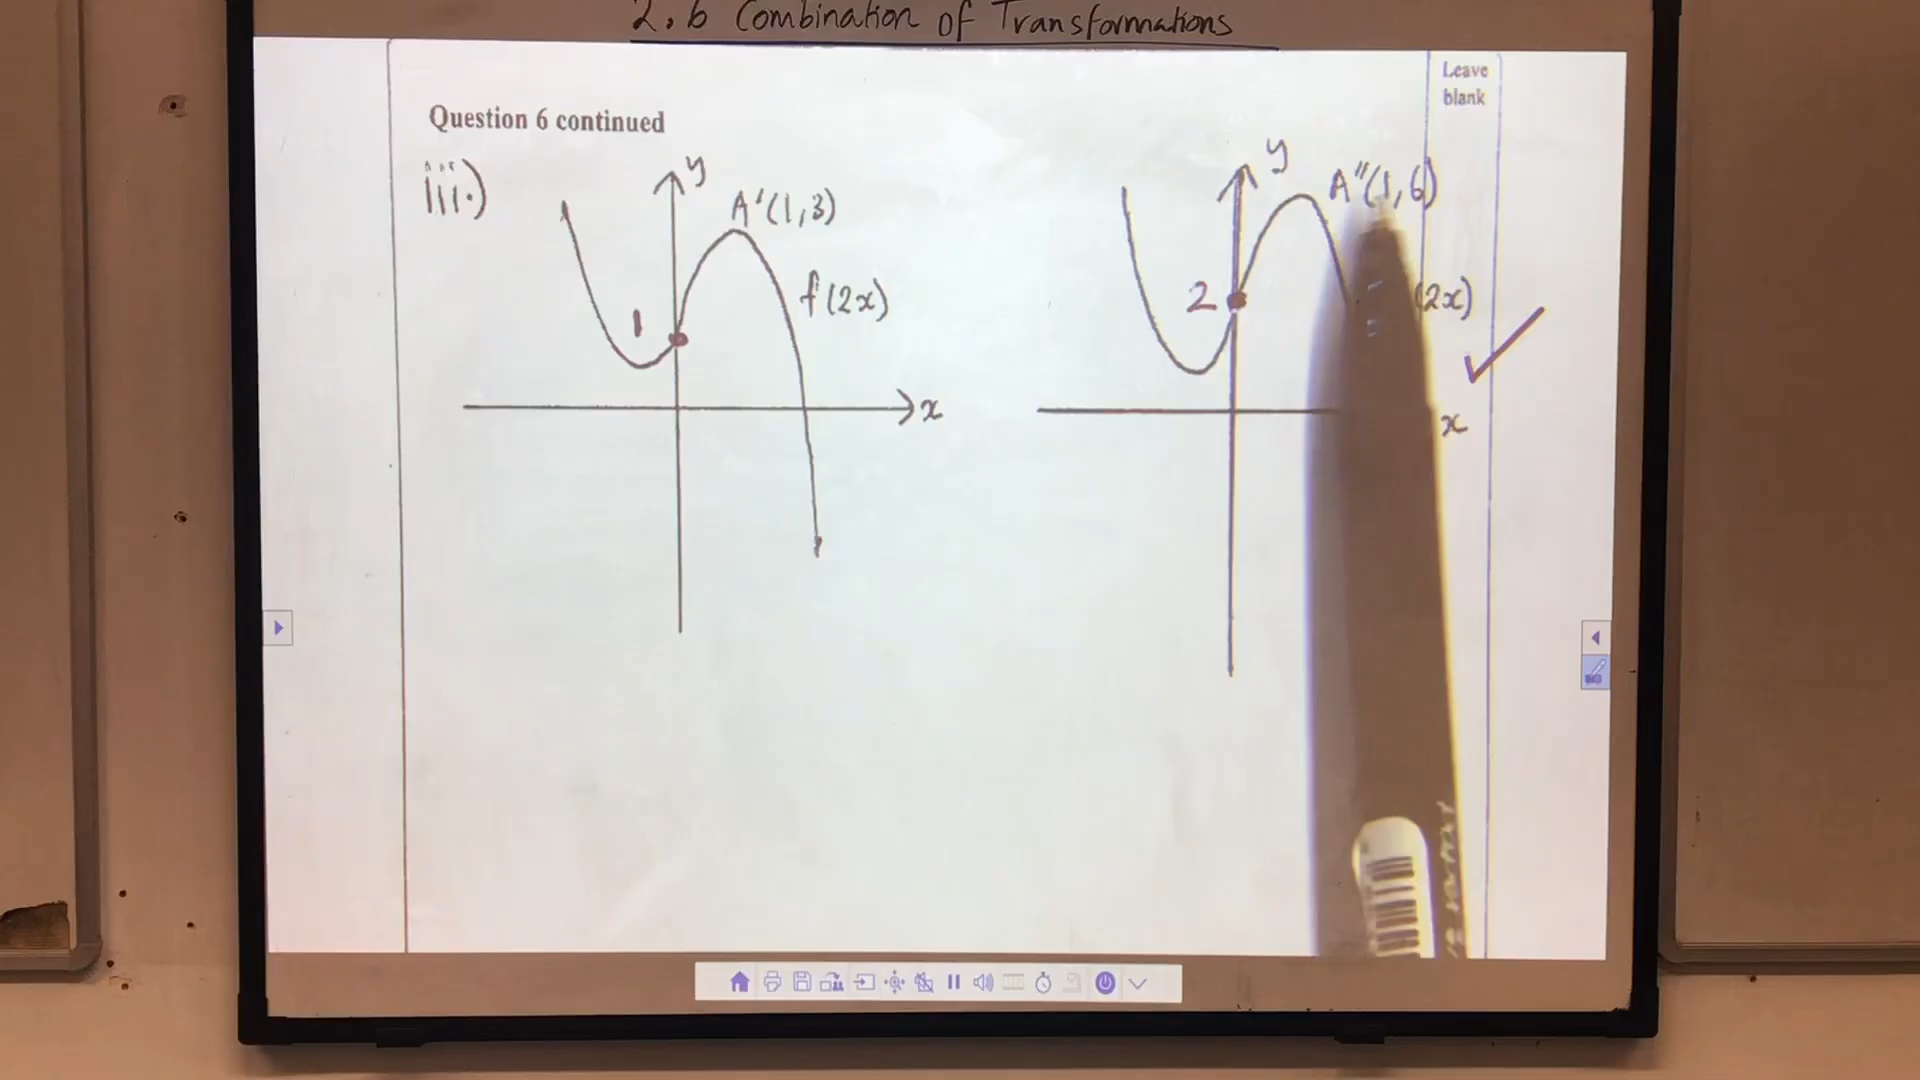 2.6 Combination of Transformations
Leave
blank
Question 6 continued
iii.)
y
A'(1,3)
f(2x)
1
x
y
A''(1,6)
2
(2x)
x